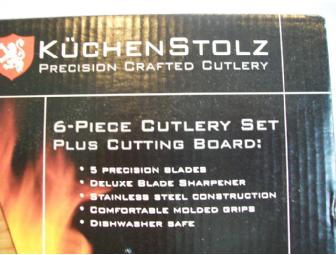 KÜCHENSTOLZ
PRECISION CRAFTED CUTLERY
6-PIECE CUTLERY SET
PLUS CUTTING BOARD:
• 5 PRECISION BLADES
• DELUXE BLADE SHARPENER
• STAINLESS STEEL CONSTRUCTION
• COMFORTABLE MOLDED GRIPS
• DISHWASHER SAFE